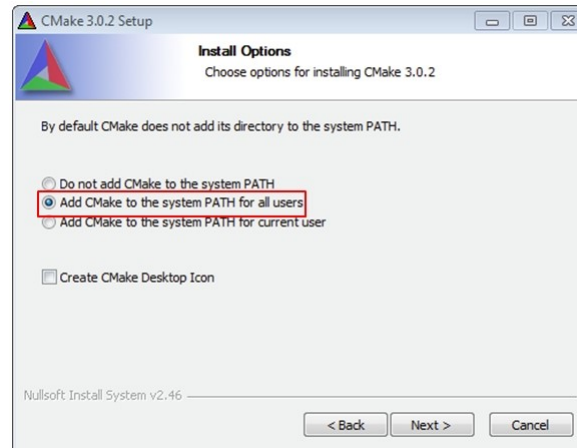 CMake 3.0.2 Setup
Install Options
Choose options for installing CMake 3.0.2
By default CMake does not add its directory to the system PATH.
Do not add CMake to the system PATH
Add CMake to the system PATH for all users
Add CMake to the system PATH for current user
Create CMake Desktop Icon
Nullsoft Install System v2.46
< Back Next > Cancel